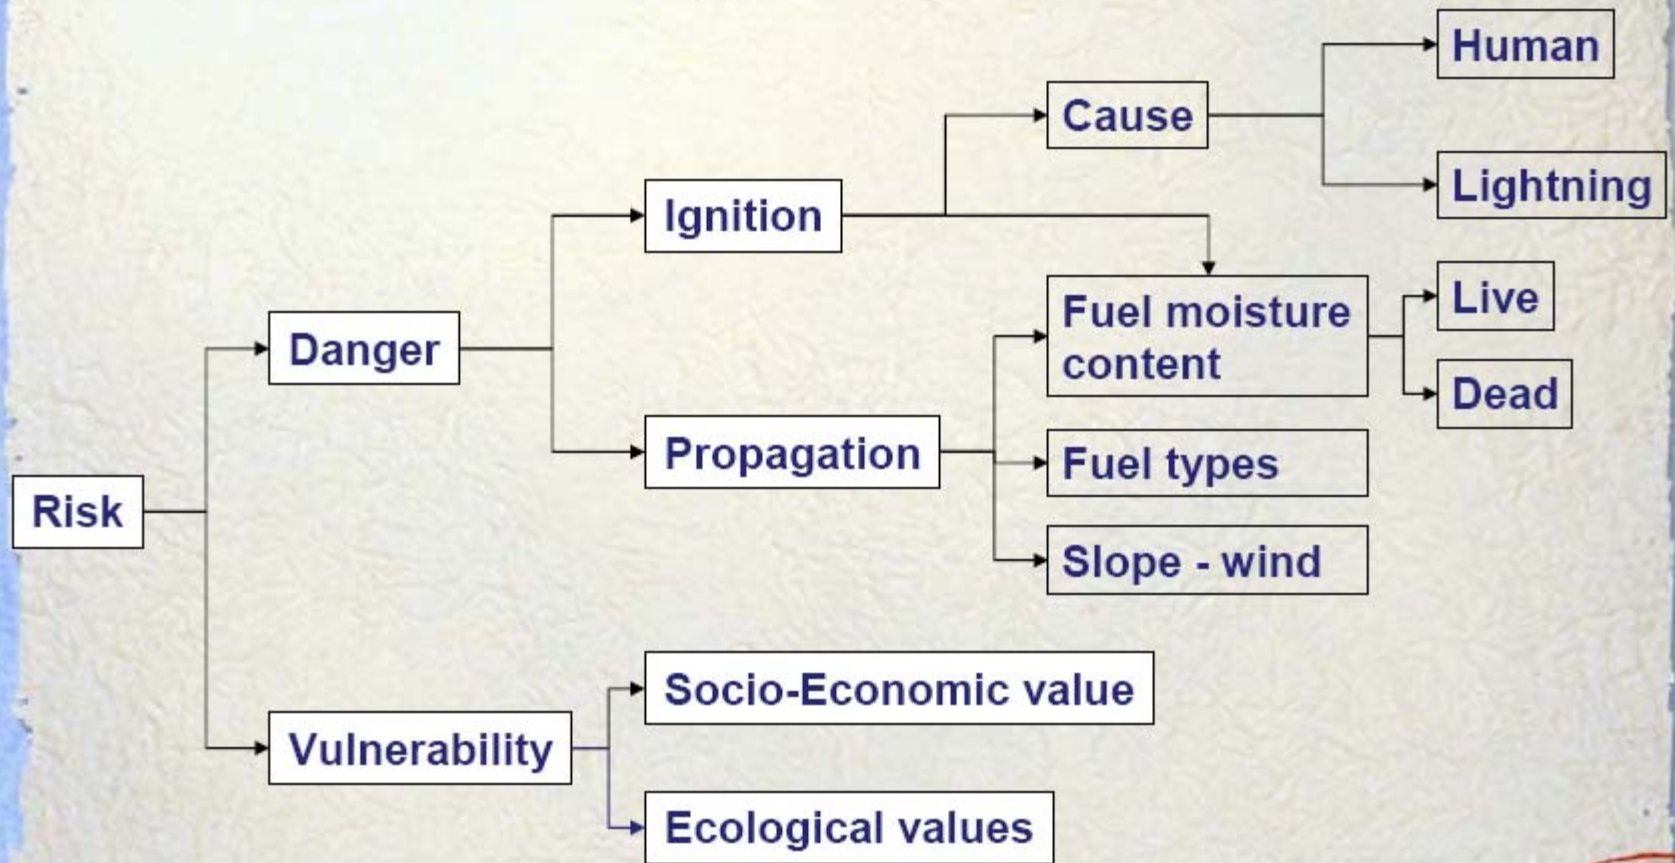 Human
Cause
Lightning
Ignition
Fuel moisture
content
Live
Danger
Dead
Propagation
Fuel types
Risk
Slope - wind
Socio-Economic value
Vulnerability
Ecological values